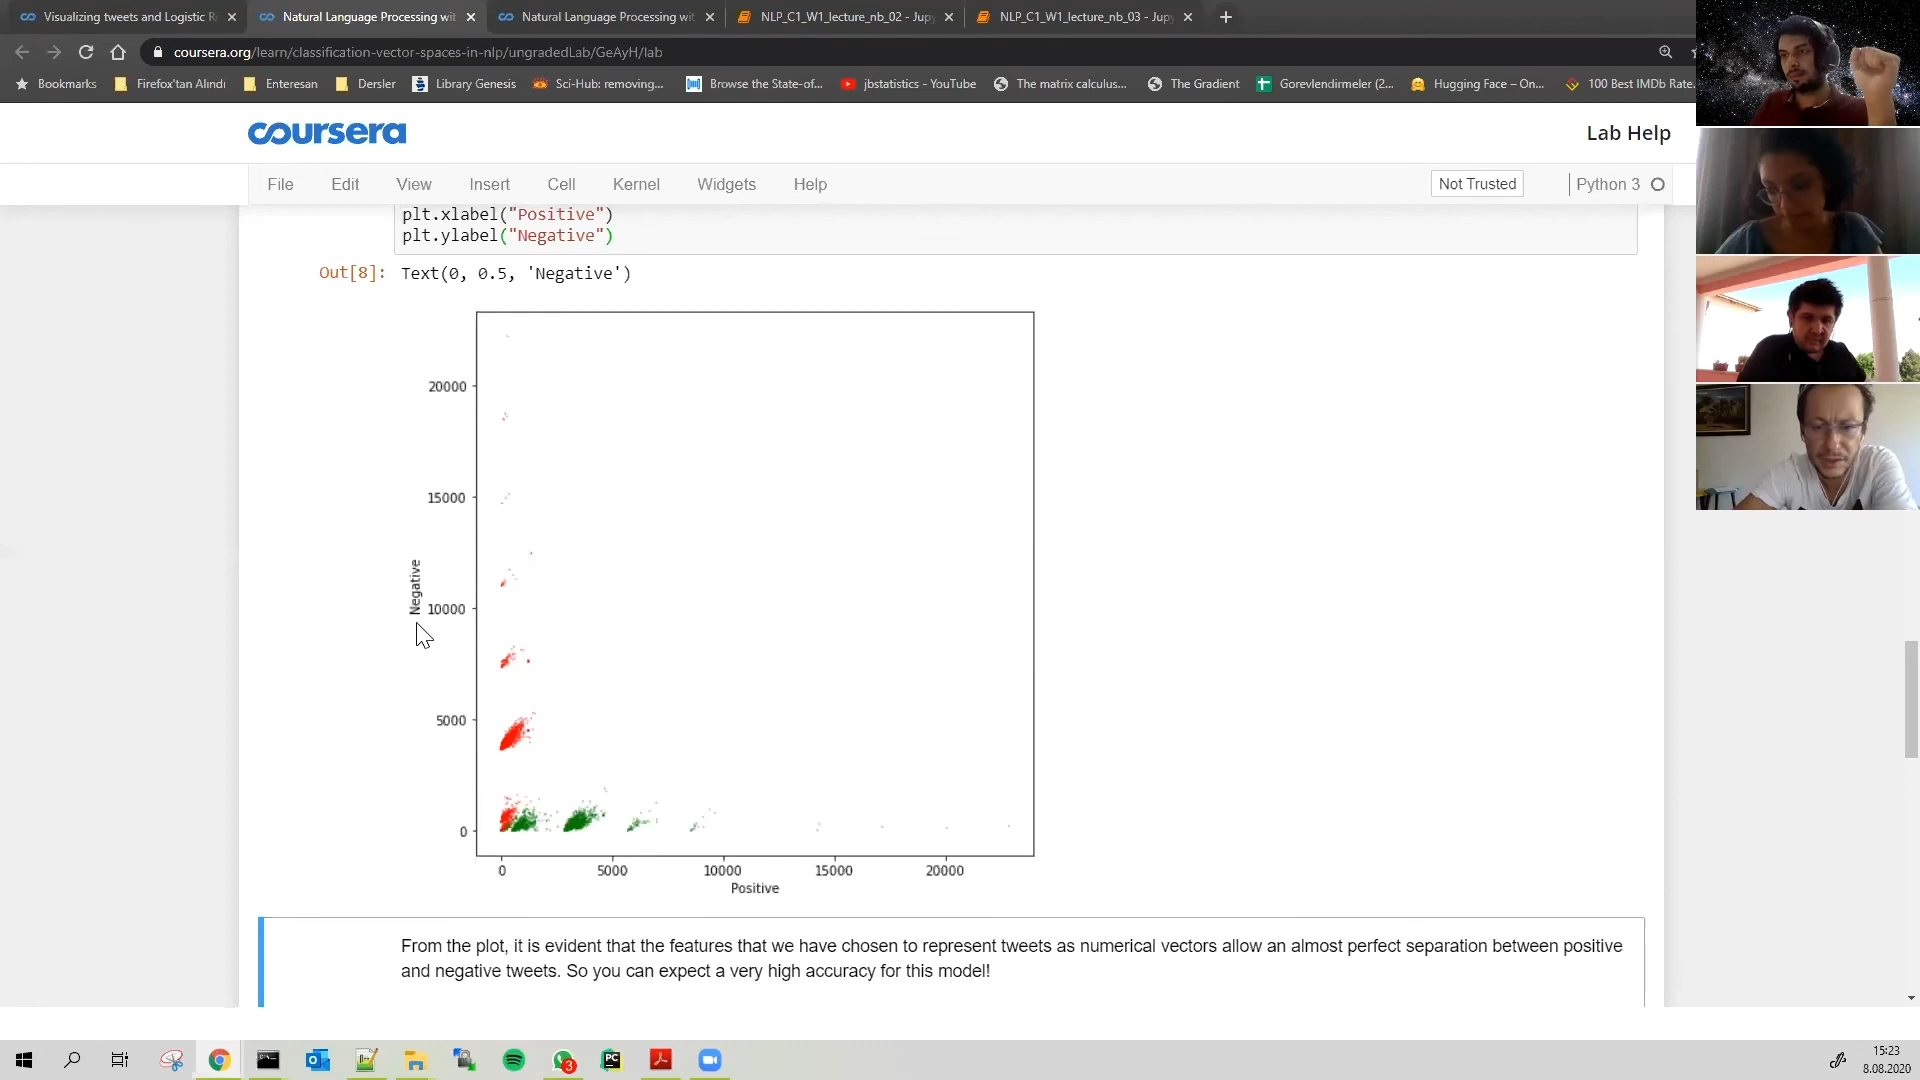 Visualizing tweets and Logistic R
Natural Language Processing wit
Natural Language Processing wit
NLP_C1_W1_lecture_nb_02 - Jup
NLP_C1_W1_lecture_nb_03 - Jup
coursera.org/learn/classification-vector-spaces-in-nlp/ungradedLab/GeAyH/lab
Bookmarks
Firefox'tan Alındı
Enteresan
Dersler
Library Genesis
Sci-Hub: removing...
Browse the State-of...
jbstatistics - YouTube
The matrix calculus...
The Gradient
Gorevlendirmeler (2...
Hugging Face – On...
100 Best IMDb Rate.
coursera
Lab Help
File Edit View Insert Cell Kernel Widgets Help
Not Trusted
Python 3
plt.xlabel("Positive")
plt.ylabel("Negative")
Out[8]: Text(0, 0.5, 'Negative')
20000
15000
Negative
10000
5000
0
0 5000 10000 15000 20000
Positive
From the plot, it is evident that the features that we have chosen to represent tweets as numerical vectors allow an almost perfect separation between positive
and negative tweets. So you can expect a very high accuracy for this model!
3
PC
15:23
8.08.2020